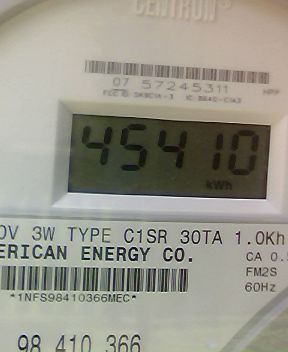 CENTRON
07 57245311
45410
kWh
0V 3W TYPE C1SR 30TA 1.0Kh
ERICAN ENERGY CO.
CA 0.5
FM2S
*1NFS98410366MEC*
60Hz
98 410 366